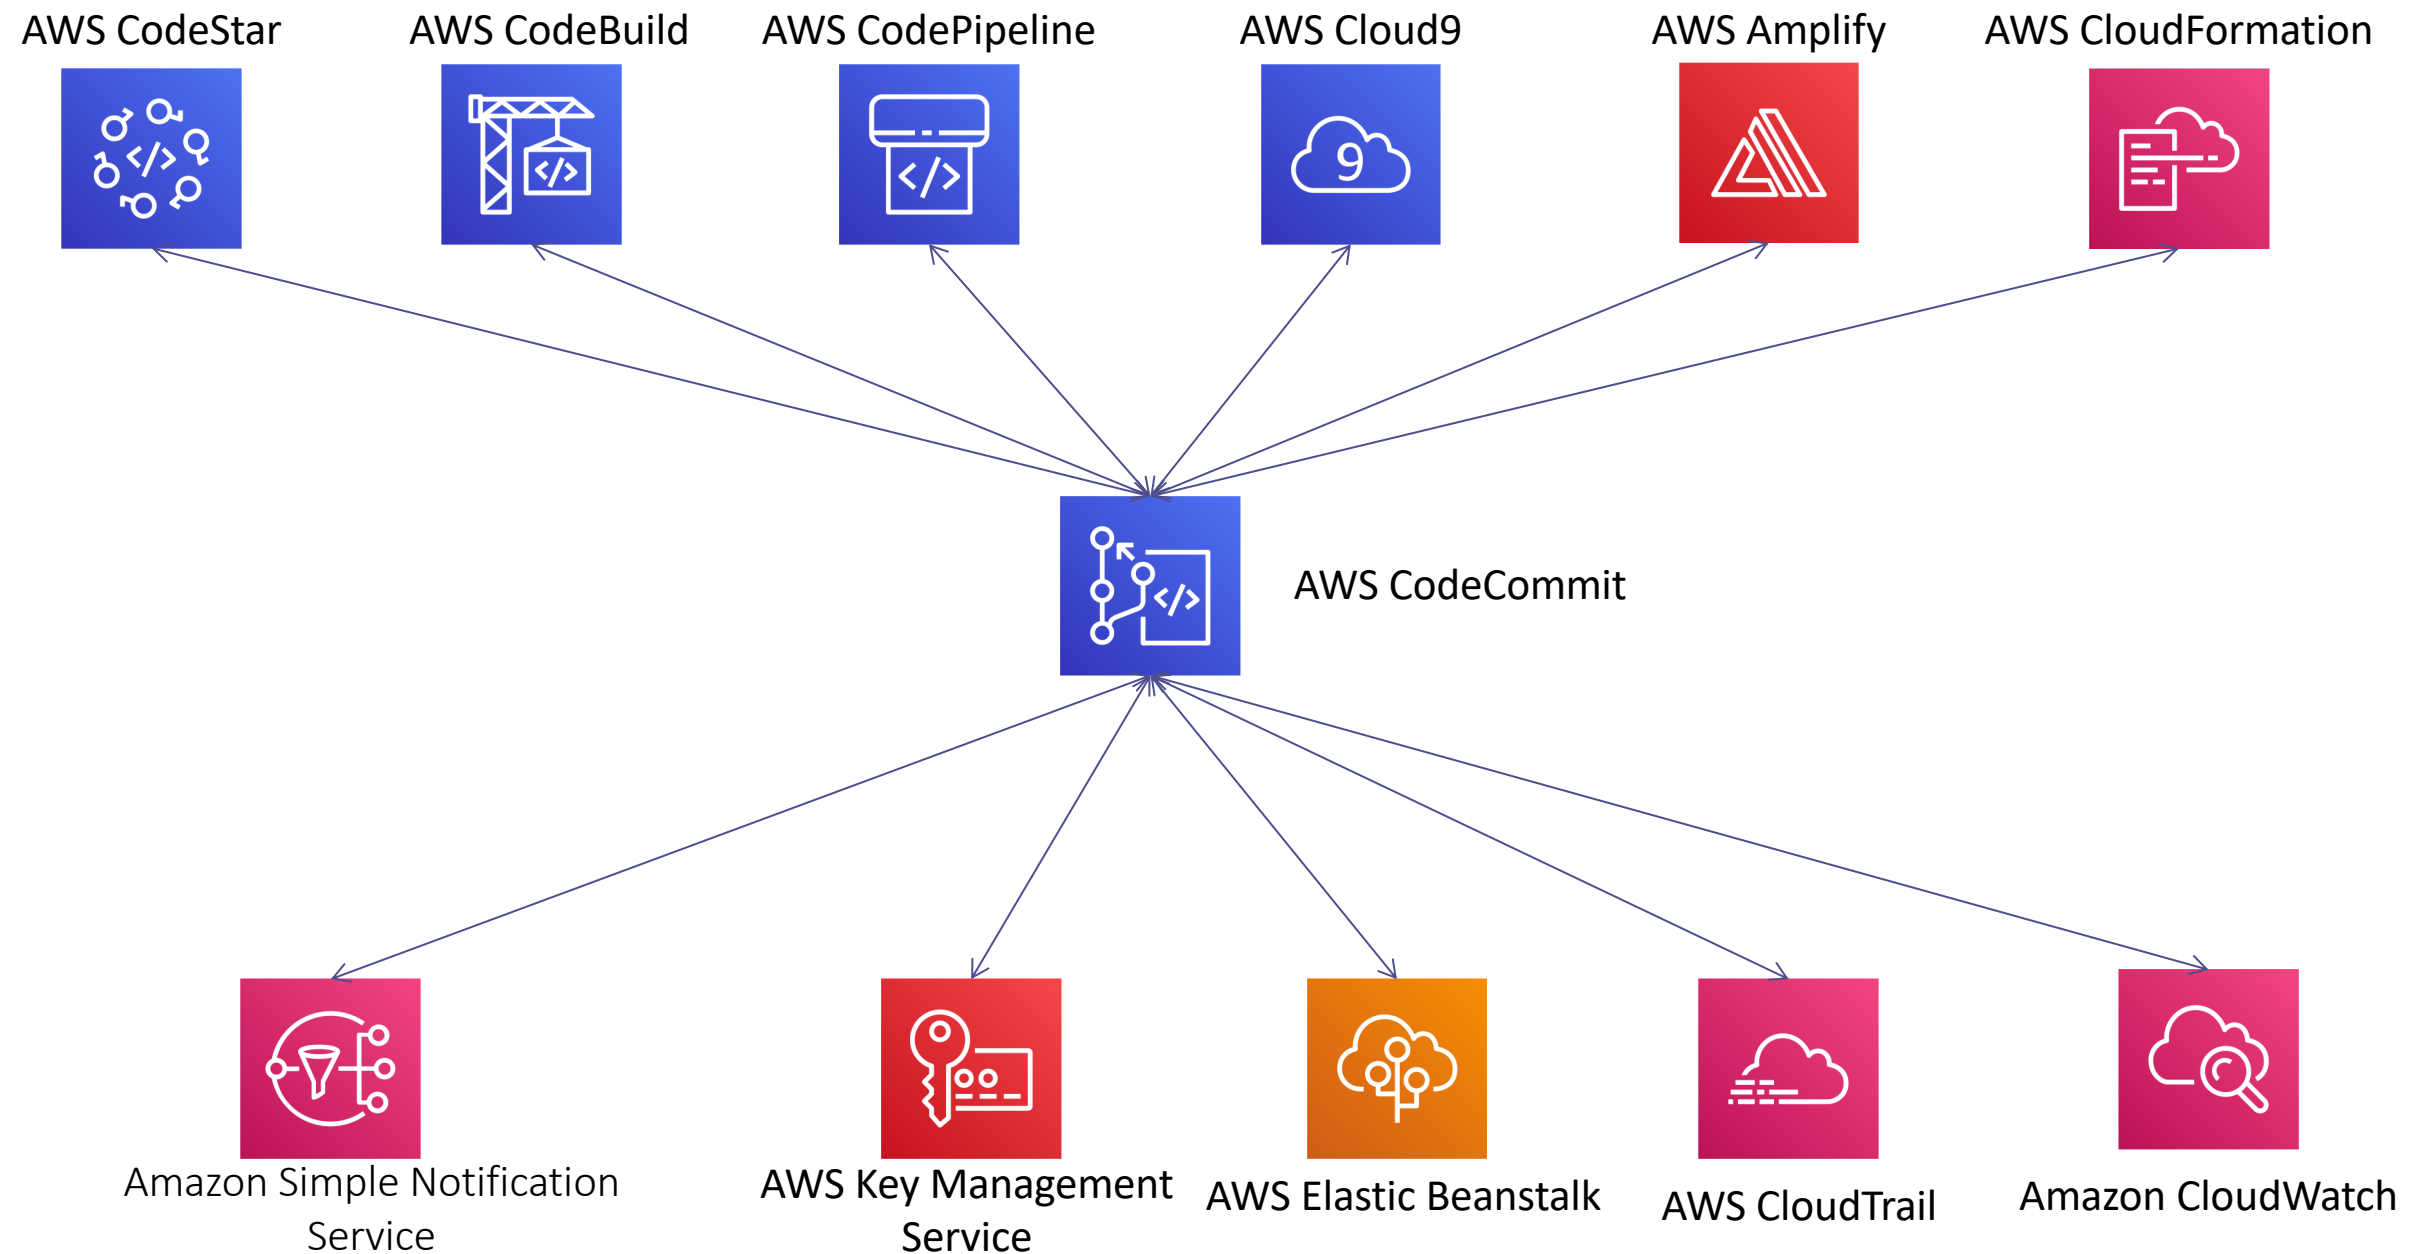 AWS CodeStar
AWS CodeBuild
AWS CodePipeline
AWS Cloud9
AWS Amplify
AWS CloudFormation
</>
</>
</>
9
</>
AWS CodeCommit
Amazon Simple Notification
Service
AWS Key Management
Service
AWS Elastic Beanstalk
AWS CloudTrail
Amazon CloudWatch